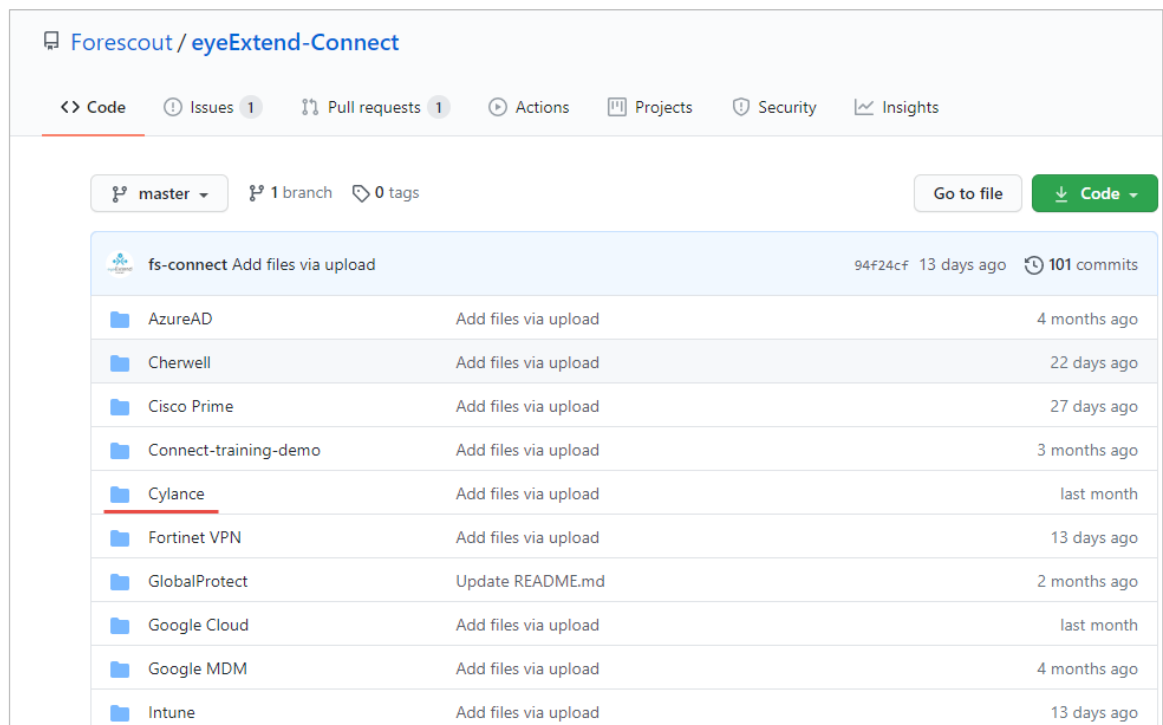 Forescout / eyeExtend-Connect
Code Issues 1 Pull requests 1 Actions Projects Security Insights
master 1 branch 0 tags Go to file Code
fs-connect Add files via upload 94f24cf 13 days ago 101 commits
AzureAD Add files via upload 4 months ago
Cherwell Add files via upload 22 days ago
Cisco Prime Add files via upload 27 days ago
Connect-training-demo Add files via upload 3 months ago
Cylance Add files via upload last month
Fortinet VPN Add files via upload 13 days ago
GlobalProtect Update README.md 2 months ago
Google Cloud Add files via upload last month
Google MDM Add files via upload 4 months ago
Intune Add files via upload 13 days ago